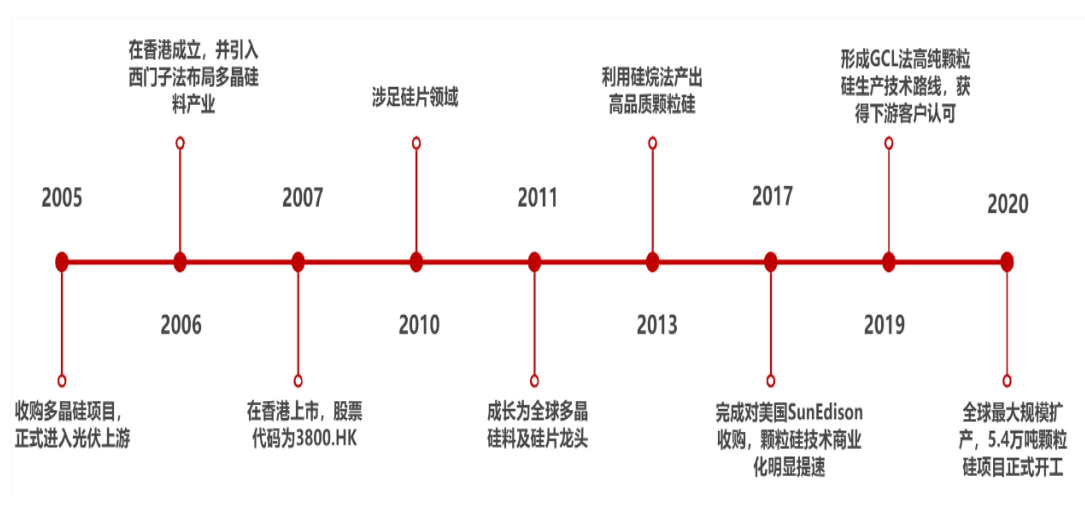 2005
收购多晶硅项目，
正式进入光伏上游
在香港成立，并引入
西门子法布局多晶硅
料产业
2006
2007
在香港上市，股票
代码为3800.HK
涉足硅片领域
2010
2011
成长为全球多晶
硅料及硅片龙头
利用硅烷法产出
高品质颗粒硅
2013
2017
完成对美国SunEdison
收购，颗粒硅技术商业
化明显提速
形成GCL法高纯颗粒
硅生产技术路线，获
得下游客户认可
2019
2020
全球最大规模扩
产，5.4万吨颗粒
硅项目正式开工